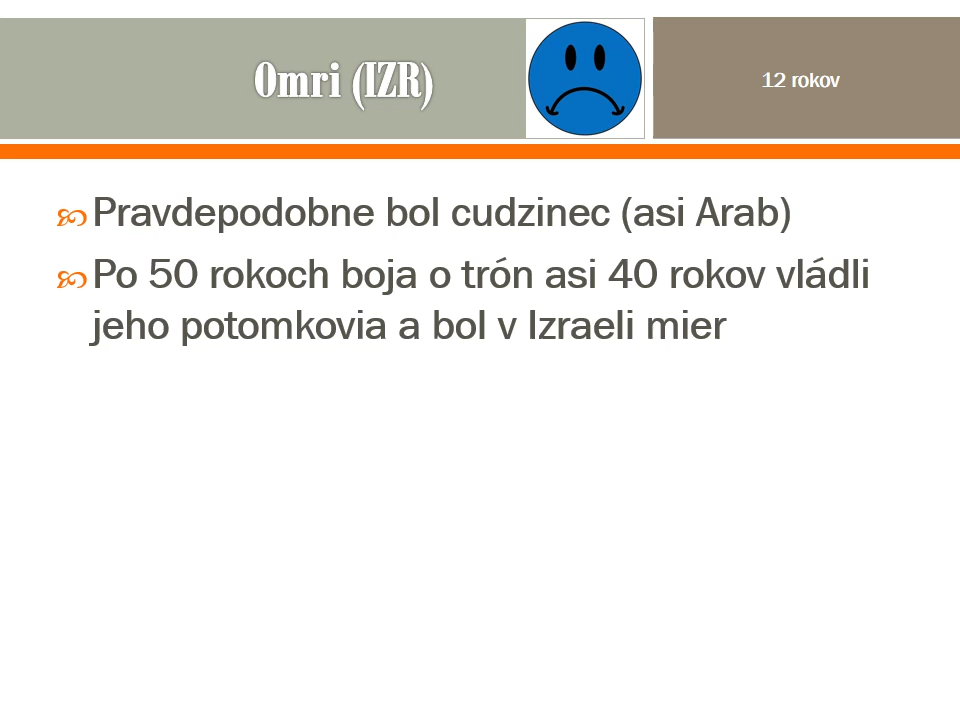 Omri (IZR)
12 rokov
Pravdepodobne bol cudzinec (asi Arab)
Po 50 rokoch boja o trón asi 40 rokov vládli
jeho potomkovia a bol v Izraeli mier